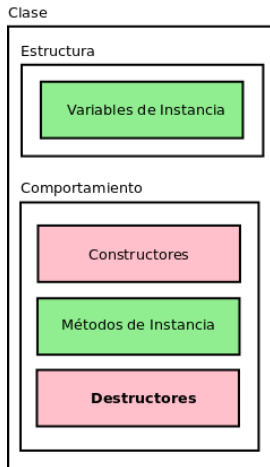 Clase
Estructura
Variables de Instancia
Comportamiento
Constructores
Métodos de Instancia
Destructores